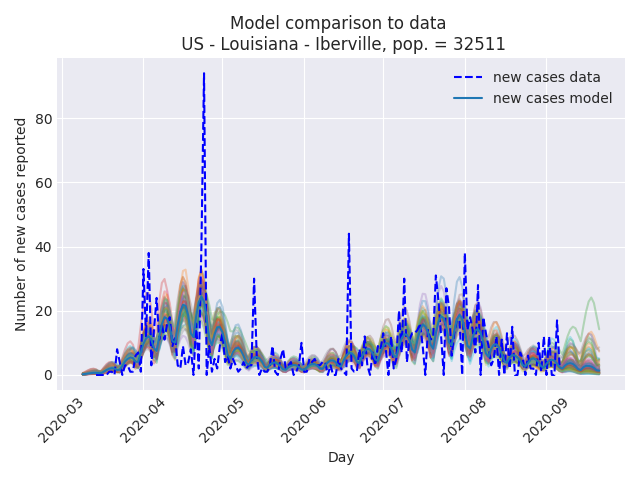 Model comparison to data
US - Louisiana - Iberville, pop. = 32511
new cases data
new cases model
Number of new cases reported
80
60
40
20
0
2020-03
2020-04
2020-05
2020-06
2020-07
2020-08
2020-09
Day